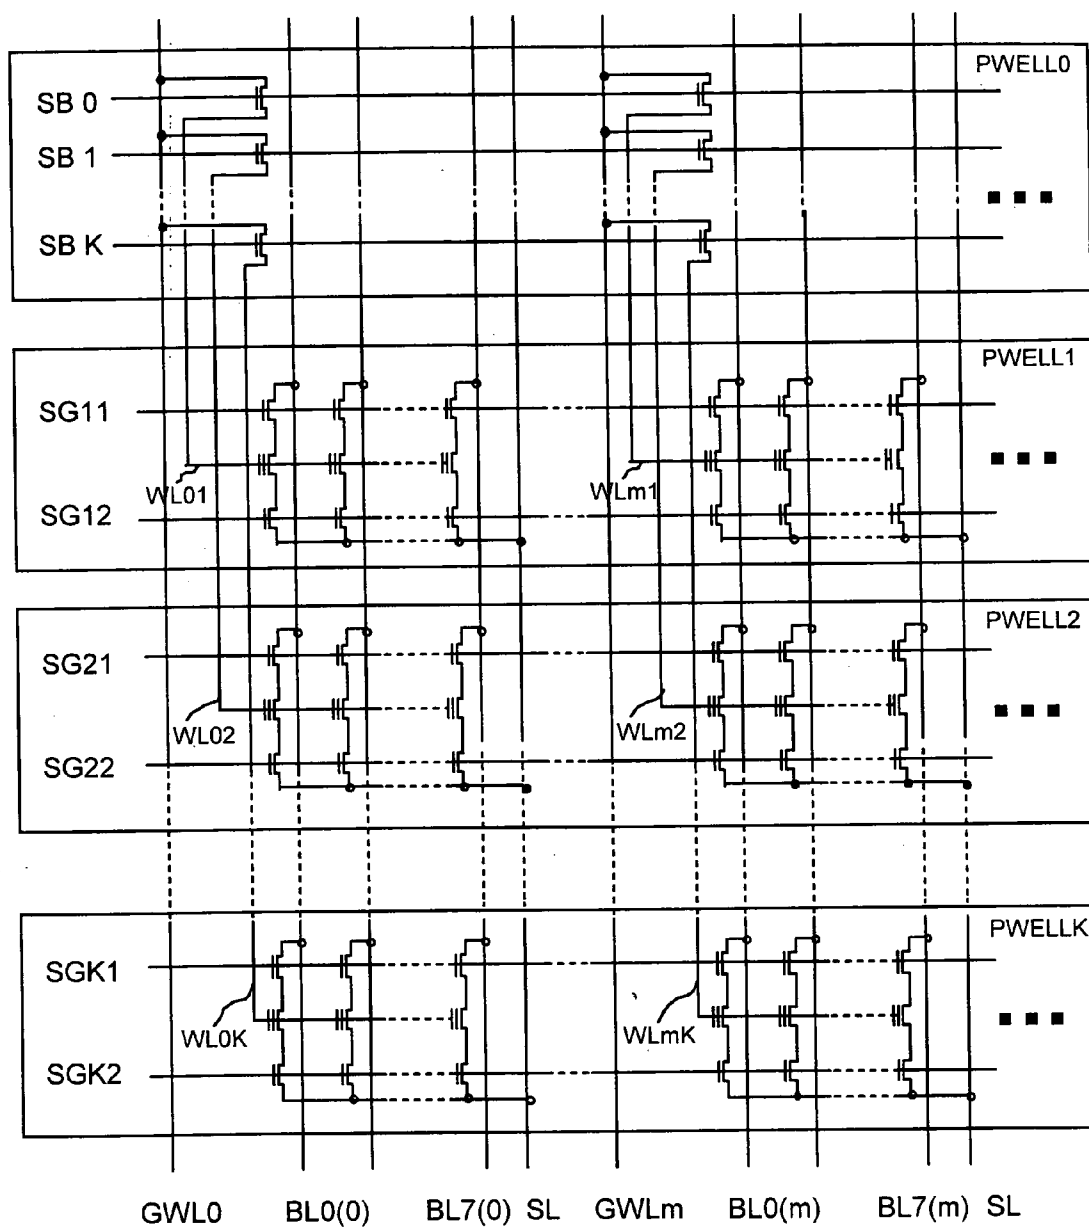 PWELL0
SB 0
SB 1
SB K
PWELL1
SG11
WL01
WLm1
SG12
PWELL2
SG21
WL02
WLm2
SG22
PWELLK
SGK1
WL0K
WLmK
SGK2
GWL0 BL0(0) BL7(0) SL GWLm BL0(m) BL7(m) SL